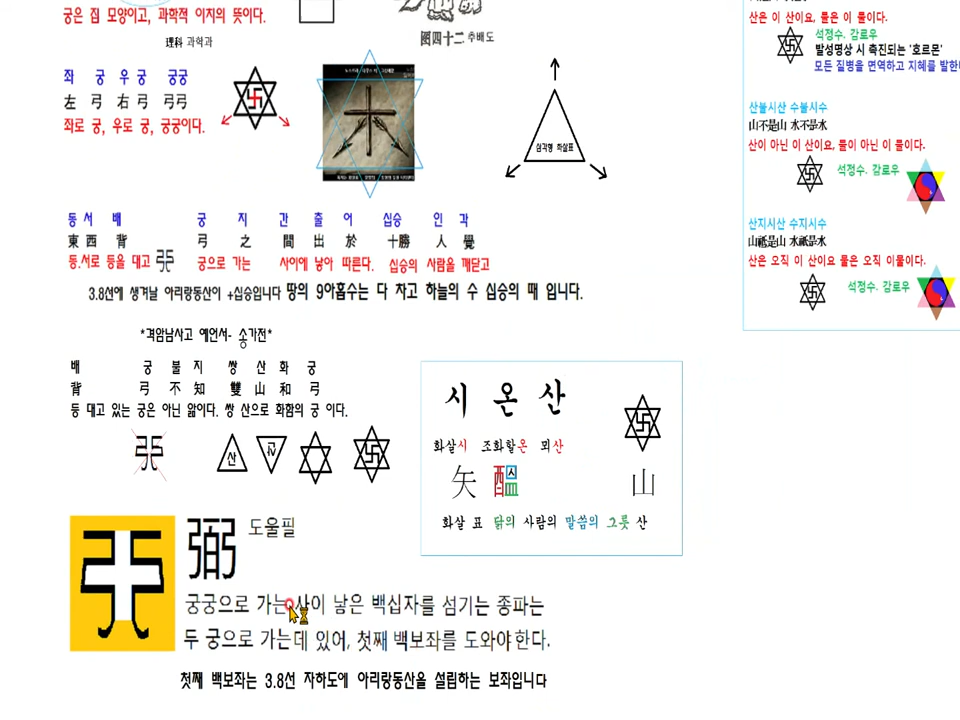 궁은 집 모양이고, 과학적 이치의 뜻이다.
理科 과학과
圖四十二 추배도
좌 궁 우 궁 궁궁
左 弓 右 弓 弓弓
좌로 궁, 우로 궁, 궁궁이다.
삼각형 화살표
동 서 배 궁 지 간 출 어 십승 인 각
東 西 背 弓 之 間 出 於 十勝 人 覺
동.서로 등을 대고 궁으로 가는 사이에 낳아 따른다. 십승의 사람을 깨닫고
3.8선에 생겨날 아리랑동산이 +십승입니다 땅의 9아홉수는 다 차고 하늘의 수 십승의 때 입니다.
*격암남사고 예언서- 송가전*
배 궁 불 지 쌍 산 화 궁
背 弓 不 知 雙 山 和 弓
등 대고 있는 궁은 아닌 앎이다. 쌍 산으로 화합의 궁 이다.
산
시 온 산
화살시 조화할온 뫼산
矢 醞 山
화살 표 닭의 사람의 말씀의 그릇 산
弼 도울필
궁궁으로 가는 사이 낳은 백십자를 섬기는 종파는
두 궁으로 가는데 있어, 첫째 백보좌를 도와야한다.
첫째 백보좌는 3.8선 자하도에 아리랑동산을 설립하는 보좌입니다
산은 이 산이요, 물은 이 물이다.
석정수. 감로우
발성명상 시 촉진되는 '호르몬'
모든 질병을 면역하고 지혜를 발한
산불시산 수불시수
山不是山 水不是水
산이 아닌 이 산이요, 물이 아닌 이 물이다.
석정수. 감로우
산지시산 수지시수
山祗是山 水祗是水
산은 오직 이 산이요 물은 오직 이물이다.
석정수. 감로우